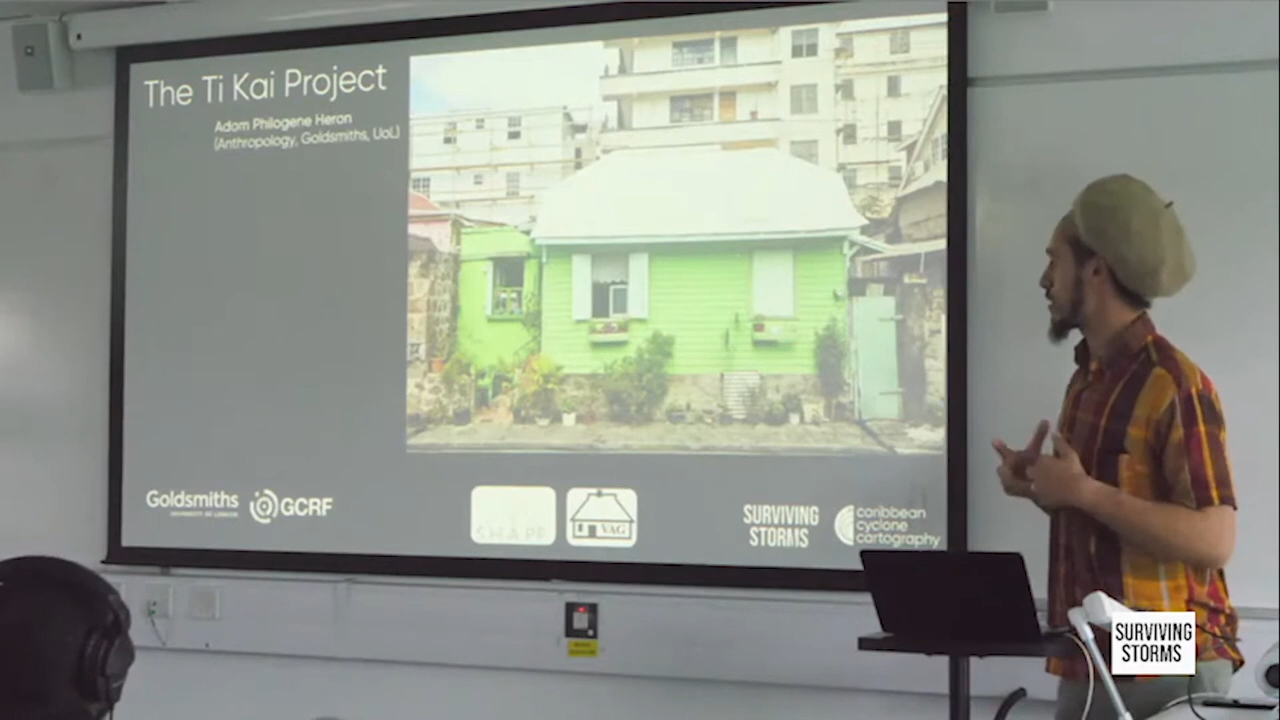 The Ti Kai Project
Adom Philogene Heron
(Anthropology, Goldsmiths, UoL)
Goldsmiths
UNIVERSITY OF LONDON
GCRF
SHAPE
VAG
SURVIVING
STORMS
caribbean
cyclone
cartography
SURVIVING
STORMS